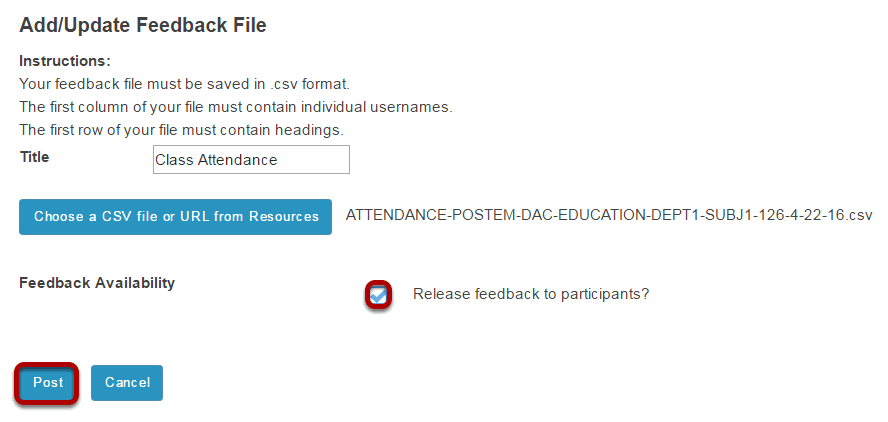 Add/Update Feedback File
Instructions:
Your feedback file must be saved in .csv format.
The first column of your file must contain individual usernames.
The first row of your file must contain headings.
Title Class Attendance
Choose a CSV file or URL from Resources ATTENDANCE-POSTEM-DAC-EDUCATION-DEPT1-SUBJ1-126-4-22-16.csv
Feedback Availability Release feedback to participants?
Post Cancel